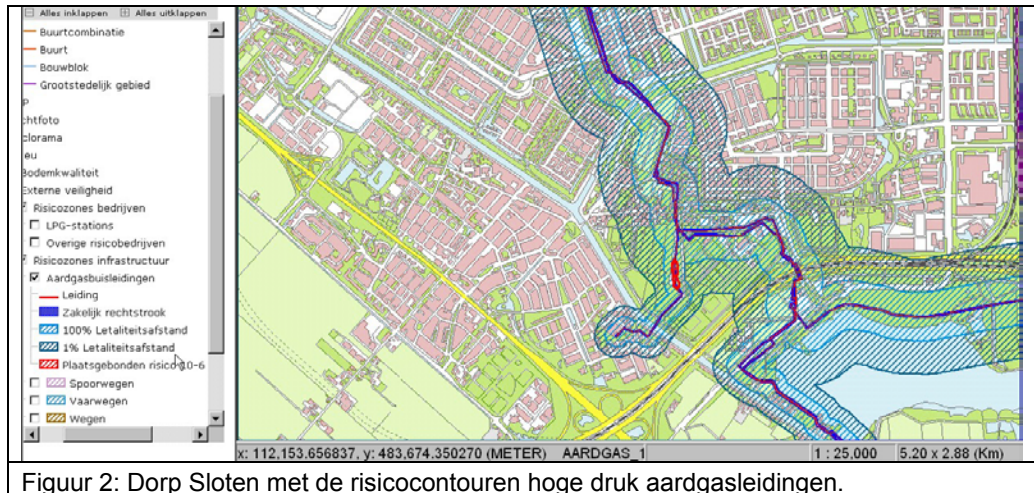 Alles inklappen Alles uitklappen
Buurtcombinatie
Buurt
Bouwblok
Grootstedelijk gebied
P
chtfoto
clorama
eu
Bodemkwaliteit
Externe veiligheid
Risicozones bedrijven
LPG-stations
Overige risicobedrijven
Risicozones infrastructuur
Aardgasbuisleidingen
Leiding
Zakelijk rechtstrook
100% Letaliteitsafstand
1% Letaliteitsafstand
Plaatsgebonden risico 10-6
Spoorwegen
Vaarwegen
Wegen
x: 112,153.656837, y: 483,674.350270 (METER) AARDGAS_1 1 : 25,000 5.20 x 2.88 (Km)
Figuur 2: Dorp Sloten met de risicocontouren hoge druk aardgasleidingen.